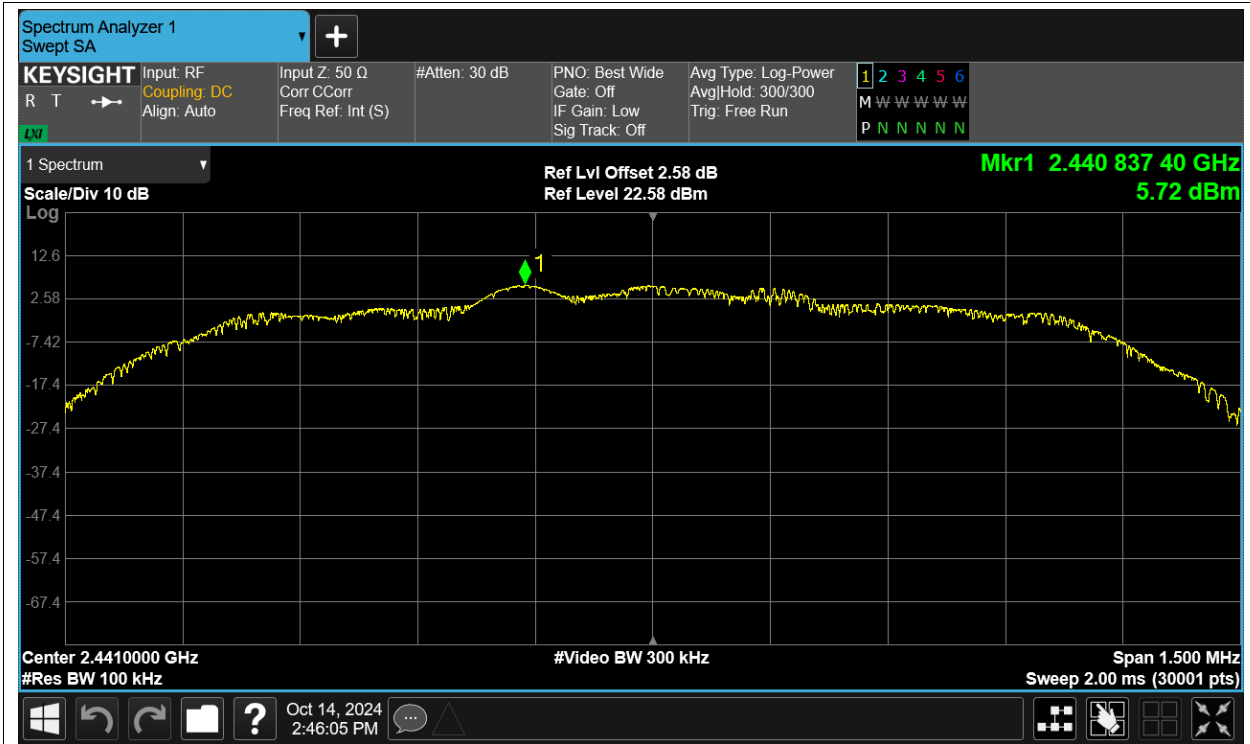 Spectrum Analyzer 1
Swept SA
KEYSIGHT
R T
LXI
Input: RF
Coupling: DC
Align: Auto
Input Z: 50 Ω
Corr CCorr
Freq Ref: Int (S)
#Atten: 30 dB
PNO: Best Wide
Gate: Off
IF Gain: Low
Sig Track: Off
Avg Type: Log-Power
Avg|Hold: 300/300
Trig: Free Run
1 2 3 4 5 6
M W W W W W
P N N N N N
1 Spectrum
Scale/Div 10 dB
Log
Ref Lvl Offset 2.58 dB
Ref Level 22.58 dBm
Mkr1 2.440 837 40 GHz
5.72 dBm
1
12.6
2.58
-7.42
-17.4
-27.4
-37.4
-47.4
-57.4
-67.4
Center 2.4410000 GHz
#Video BW 300 kHz
Span 1.500 MHz
#Res BW 100 kHz
Sweep 2.00 ms (30001 pts)
?
Oct 14, 2024
2:46:05 PM